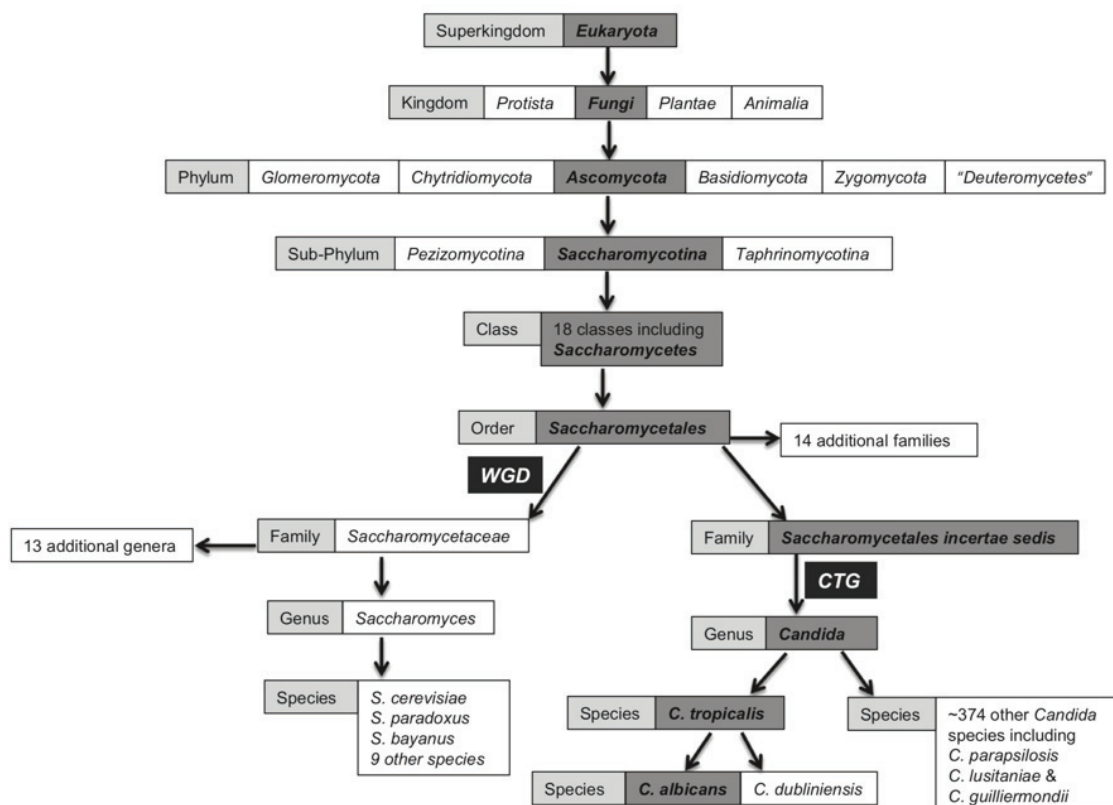 Superkingdom Eukaryota
Kingdom Protista Fungi Plantae Animalia
Phylum Glomeromycota Chytridiomycota Ascomycota Basidiomycota Zygomycota "Deuteromycetes"
Sub-Phylum Pezizomycotina Saccharomycotina Taphrinomycotina
Class 18 classes including
Saccharomycetes
Order Saccharomycetales
14 additional families
WGD
13 additional genera
Family Saccharomycetaceae
Family Saccharomycetales incertae sedis
CTG
Genus Saccharomyces
Genus Candida
Species S. cerevisiae
S. paradoxus
S. bayanus
9 other species
Species C. tropicalis
Species ~374 other Candida
species including
C. parapsilosis
C. lusitaniae &
C. guilliermondii
Species C. albicans C. dubliniensis